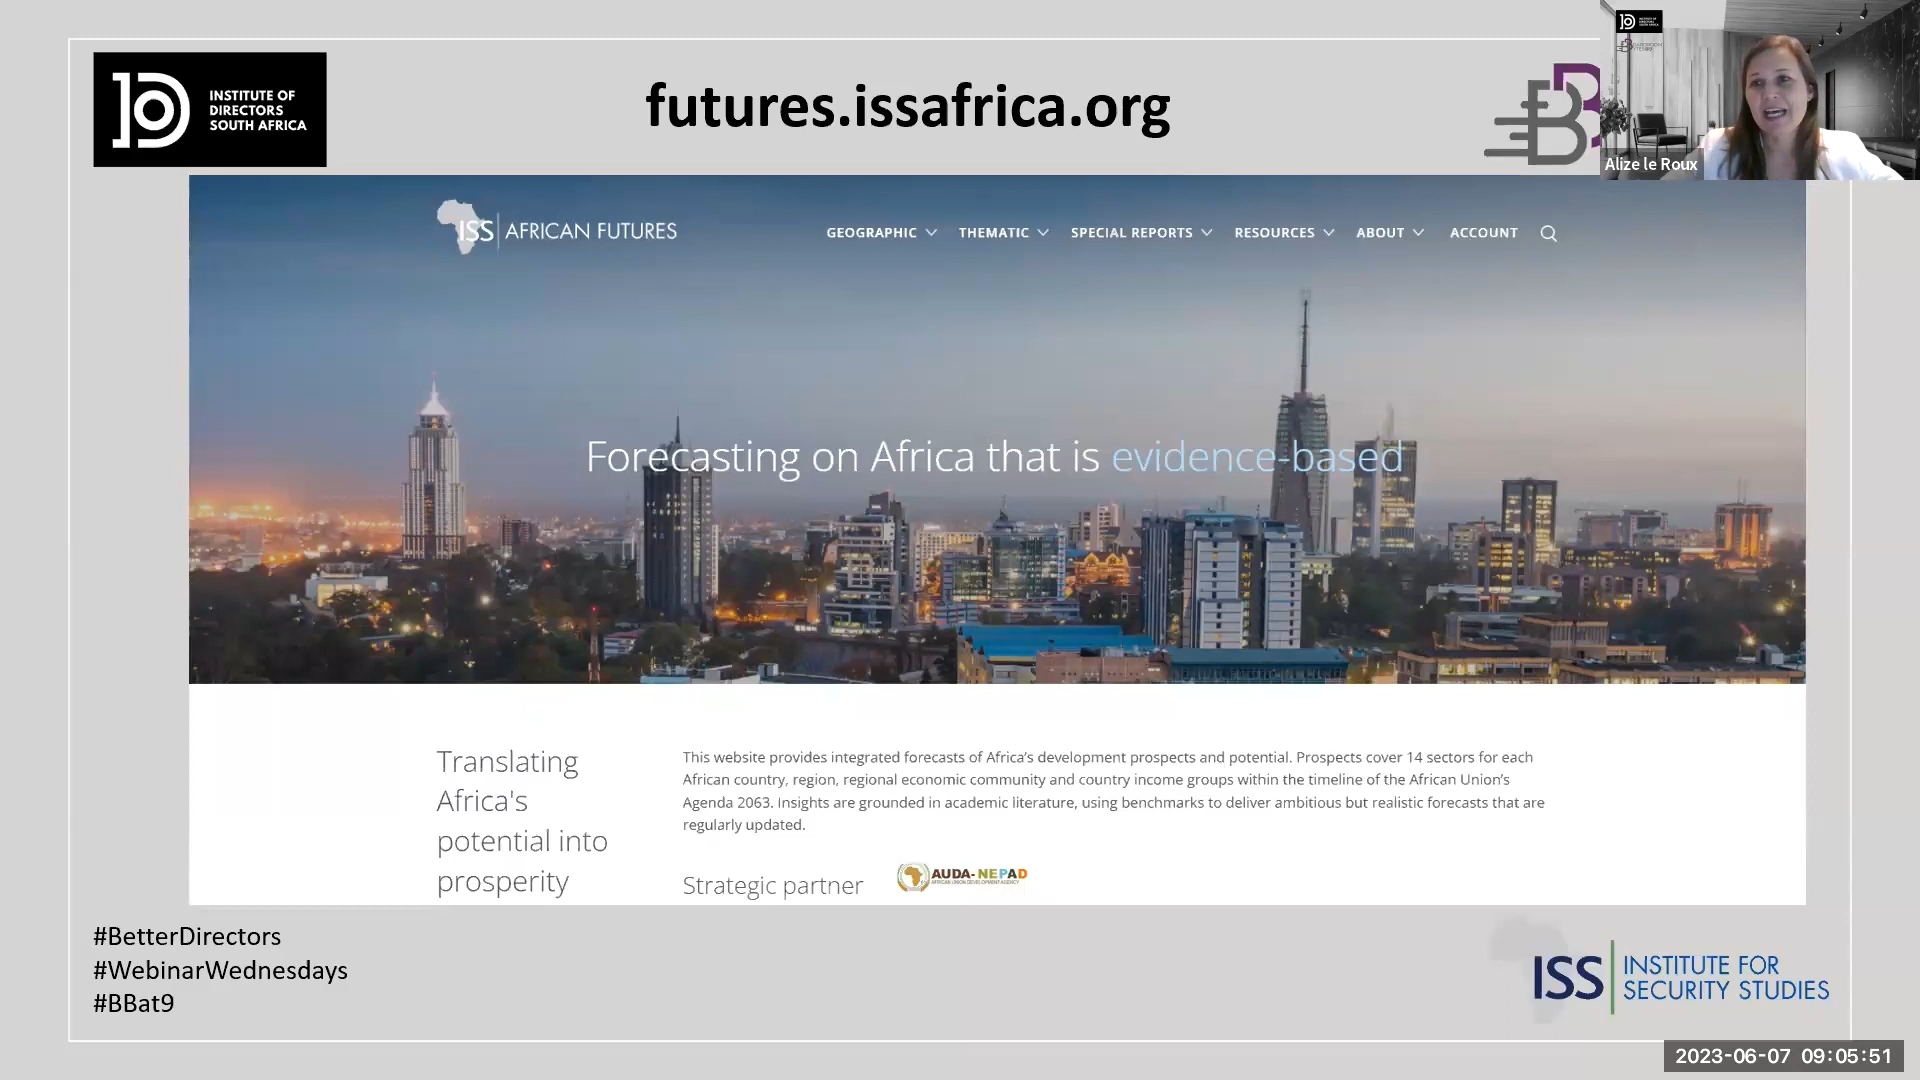 INSTITUTE OF
DIRECTORS
SOUTH AFRICA
futures.issafrica.org
Alize le Roux
ISS AFRICAN FUTURES
GEOGRAPHIC THEMATIC SPECIAL REPORTS RESOURCES ABOUT ACCOUNT
Forecasting on Africa that is evidence-based
Translating
Africa's
potential into
prosperity
This website provides integrated forecasts of Africa's development prospects and potential. Prospects cover 14 sectors for each
African country, region, regional economic community and country income groups within the timeline of the African Union's
Agenda 2063. Insights are grounded in academic literature, using benchmarks to deliver ambitious but realistic forecasts that are
regularly updated.
Strategic partner
AUDA-NEPAD
AFRICAN UNION DEVELOPMENT AGENCY
#BetterDirectors
#WebinarWednesdays
#BBat9
ISS INSTITUTE FOR
SECURITY STUDIES
2023-06-07 09:05:51